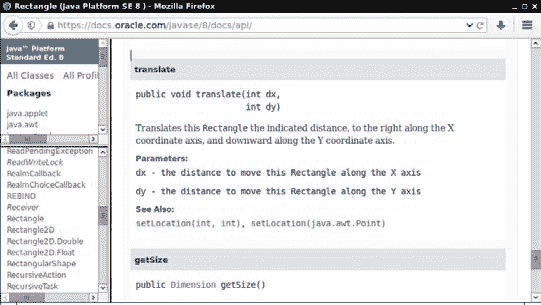 Rectangle (Java Platform SE 8 ) - Mozilla Firefox
https://docs.oracle.com/javase/8/docs/api/
Java™ Platform
Standard Ed. 8
All Classes All Profil
Packages
java.applet
java.awt
ReadPendingException
ReadWriteLock
RealmCallback
RealmChoiceCallback
REBIND
Receiver
Rectangle
Rectangle2D
Rectangle2D.Double
Rectangle2D.Float
RectangularShape
RecursiveAction
RecursiveTask
translate
public void translate(int dx,
int dy)
Translates this Rectangle the indicated distance, to the right along the X
coordinate axis, and downward along the Y coordinate axis.
Parameters:
dx - the distance to move this Rectangle along the X axis
dy - the distance to move this Rectangle along the Y axis
See Also:
setLocation(int, int), setLocation(java.awt.Point)
getSize
public Dimension getSize()